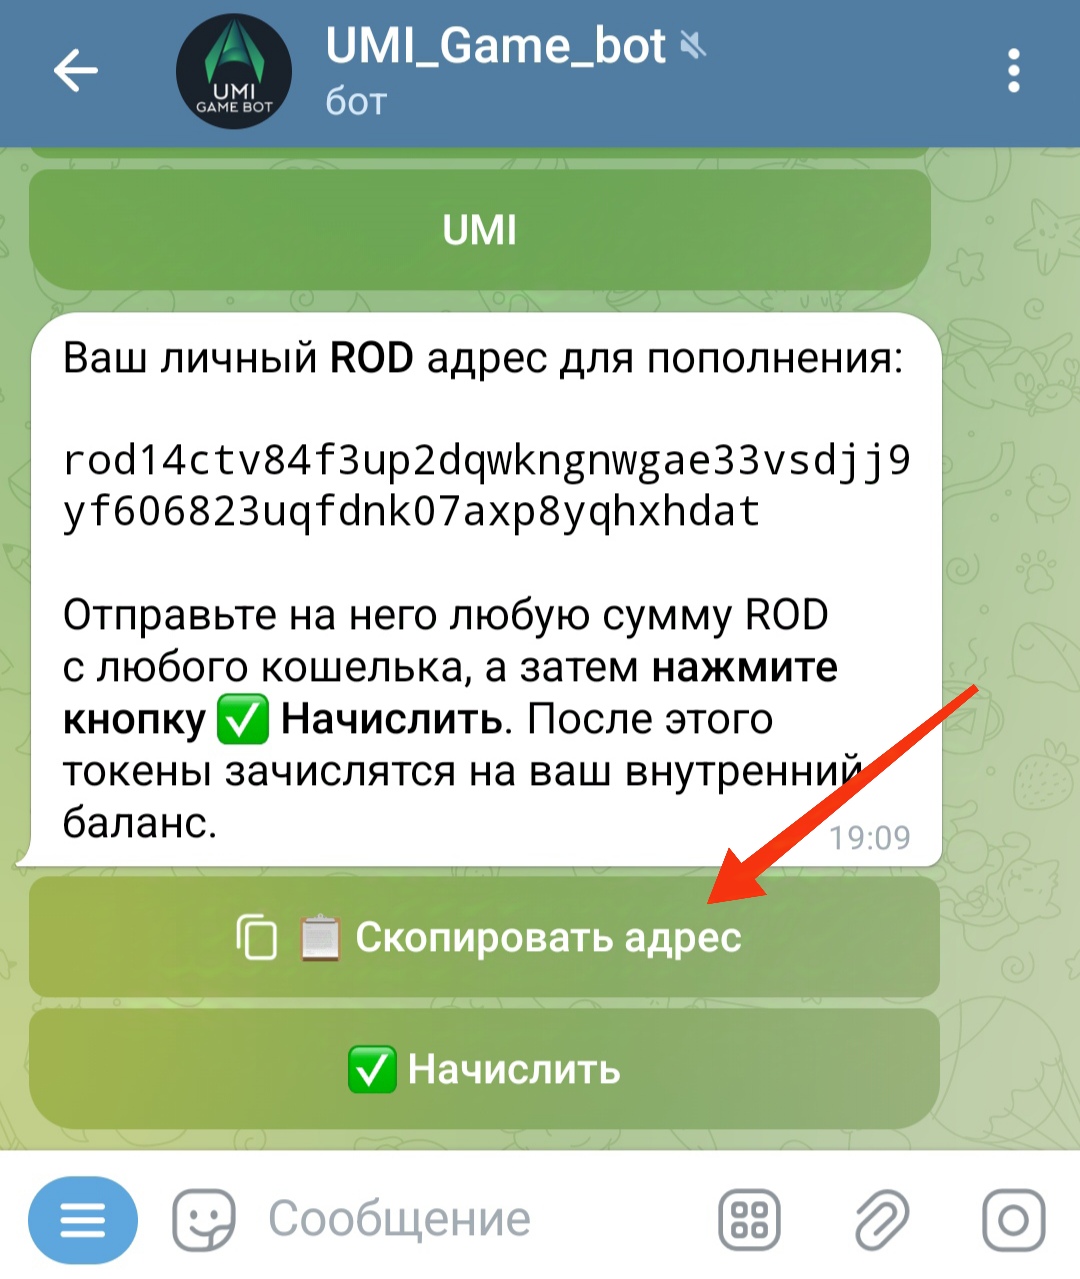 UMI_Game_bot
бот
UMI
GAME BOT
UMI
Ваш личный ROD адрес для пополнения:
rod14ctv84f3up2dqwkngnwgae33vsdjj9
yf606823uqfdnk07axp8yqhxhdat
Отправьте на него любую сумму ROD
с любого кошелька, а затем нажмите
кнопку ✅ Начислить. После этого
токены зачислятся на ваш внутренний
баланс.
19:09
📋 Скопировать адрес
✅ Начислить
Сообщение